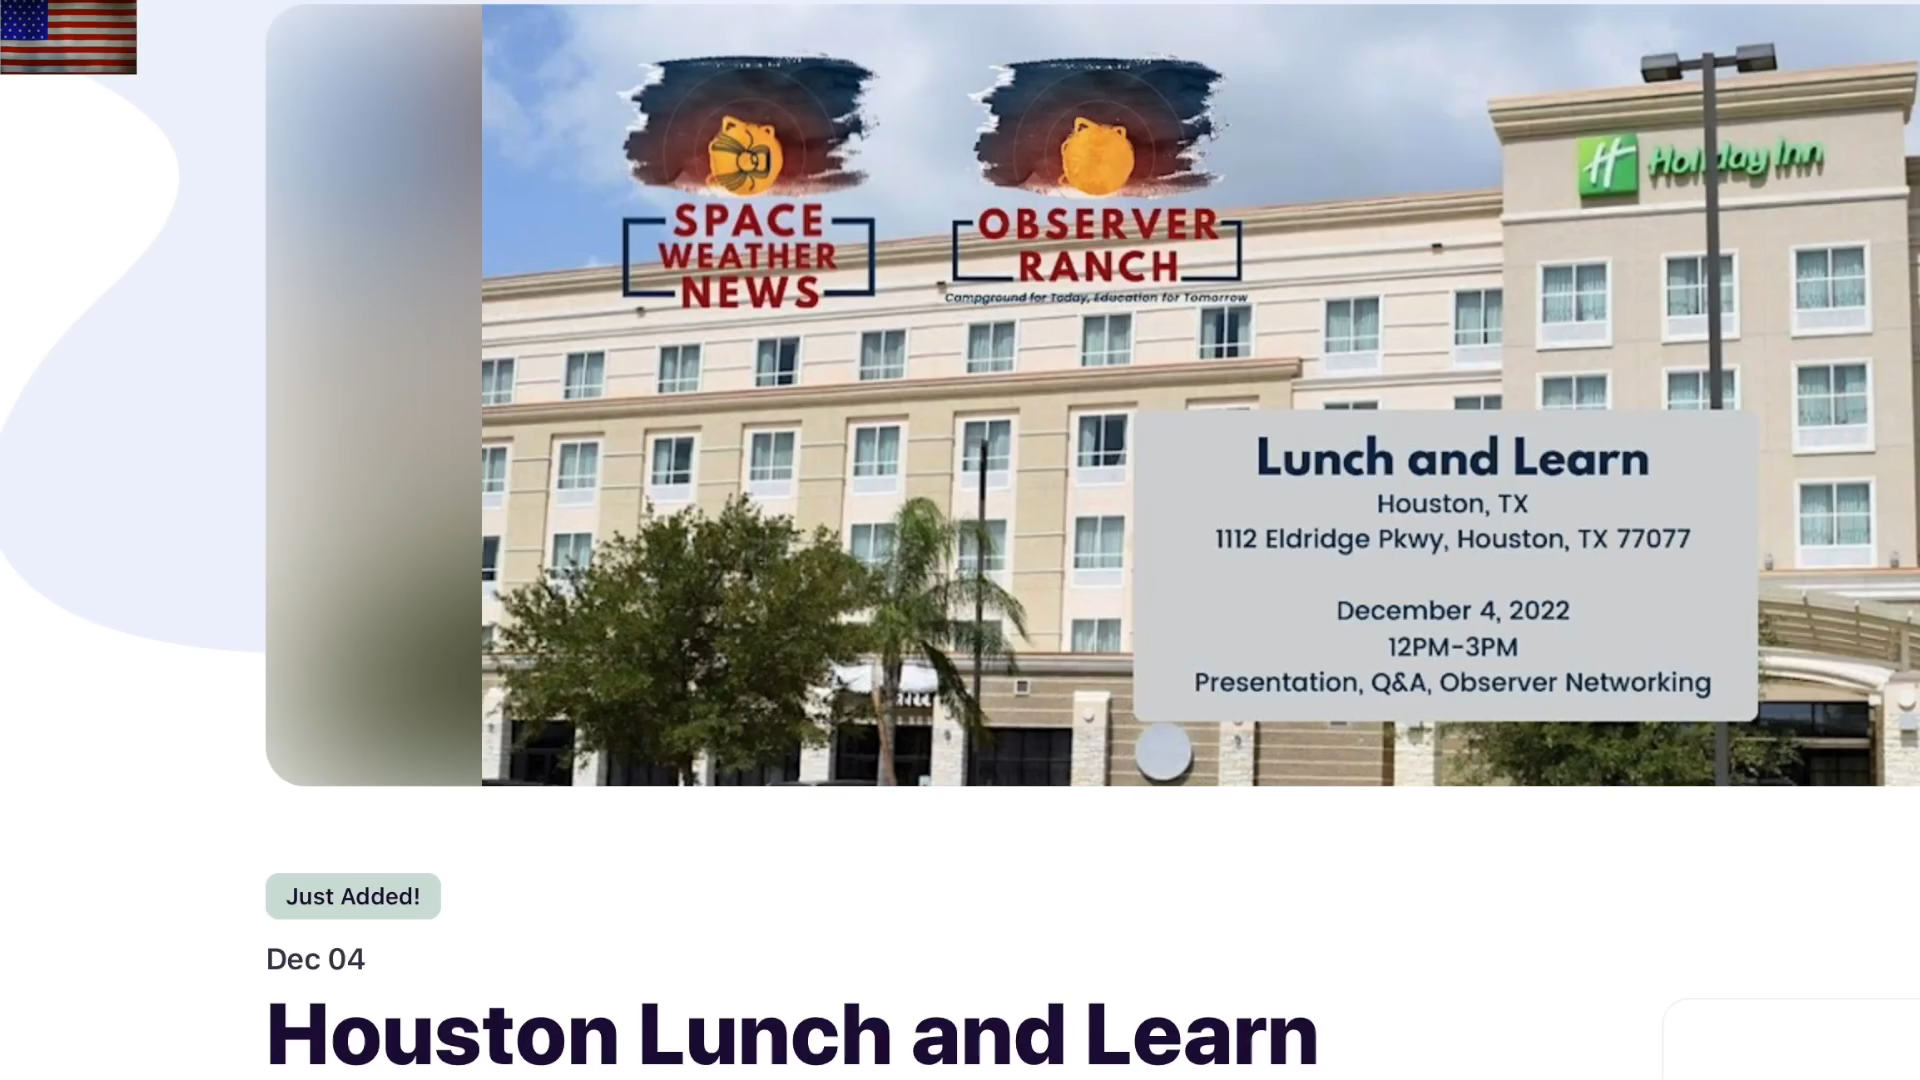 SPACE
WEATHER
NEWS
OBSERVER
RANCH
Campground for Today, Education for Tomorrow
Holiday Inn
Lunch and Learn
Houston, TX
1112 Eldridge Pkwy, Houston, TX 77077
December 4, 2022
12PM-3PM
Presentation, Q&A, Observer Networking
Just Added!
Dec 04
Houston Lunch and Learn